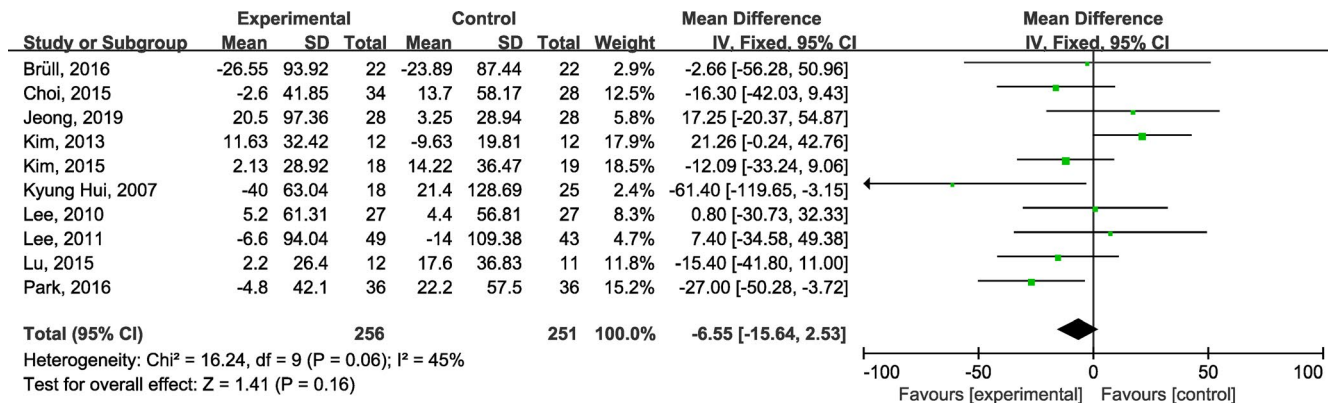 Experimental Control Mean Difference Mean Difference
Study or Subgroup Mean SD Total Mean SD Total Weight IV, Fixed, 95% CI IV, Fixed, 95% CI
Brüll, 2016 -26.55 93.92 22 -23.89 87.44 22 2.9% -2.66 [-56.28, 50.96]
Choi, 2015 -2.6 41.85 34 13.7 58.17 28 12.5% -16.30 [-42.03, 9.43]
Jeong, 2019 20.5 97.36 28 3.25 28.94 28 5.8% 17.25 [-20.37, 54.87]
Kim, 2013 11.63 32.42 12 -9.63 19.81 12 17.9% 21.26 [-0.24, 42.76]
Kim, 2015 2.13 28.92 18 14.22 36.47 19 18.5% -12.09 [-33.24, 9.06]
Kyung Hui, 2007 -40 63.04 18 21.4 128.69 25 2.4% -61.40 [-119.65, -3.15]
Lee, 2010 5.2 61.31 27 4.4 56.81 27 8.3% 0.80 [-30.73, 32.33]
Lee, 2011 -6.6 94.04 49 -14 109.38 43 4.7% 7.40 [-34.58, 49.38]
Lu, 2015 2.2 26.4 12 17.6 36.83 11 11.8% -15.40 [-41.80, 11.00]
Park, 2016 -4.8 42.1 36 22.2 57.5 36 15.2% -27.00 [-50.28, -3.72]
Total (95% CI) 256 251 100.0% -6.55 [-15.64, 2.53]
Heterogeneity: Chi² = 16.24, df = 9 (P = 0.06); I² = 45%
Test for overall effect: Z = 1.41 (P = 0.16)
-100 -50 0 50 100
Favours [experimental] Favours [control]